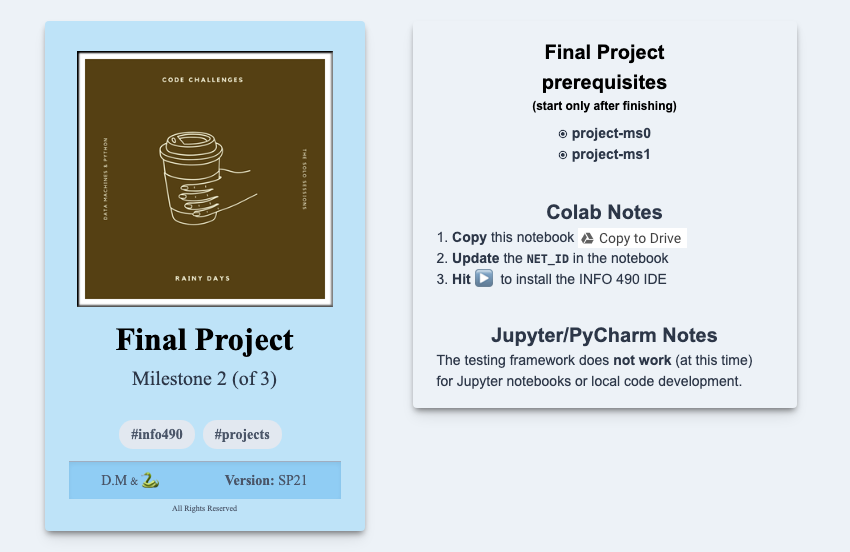 CODE CHALLENGES
DATA MACHINES & PYTHON
THE SOLO SESSIONS
RAINY DAYS
Final Project
Milestone 2 (of 3)
#info490 #projects
D.M & 🐍 Version: SP21
All Rights Reserved
Final Project
prerequisites
(start only after finishing)
project-ms0
project-ms1
Colab Notes
1. Copy this notebook Copy to Drive
2. Update the NET_ID in the notebook
3. Hit ▶️ to install the INFO 490 IDE
Jupyter/PyCharm Notes
The testing framework does not work (at this time)
for Jupyter notebooks or local code development.